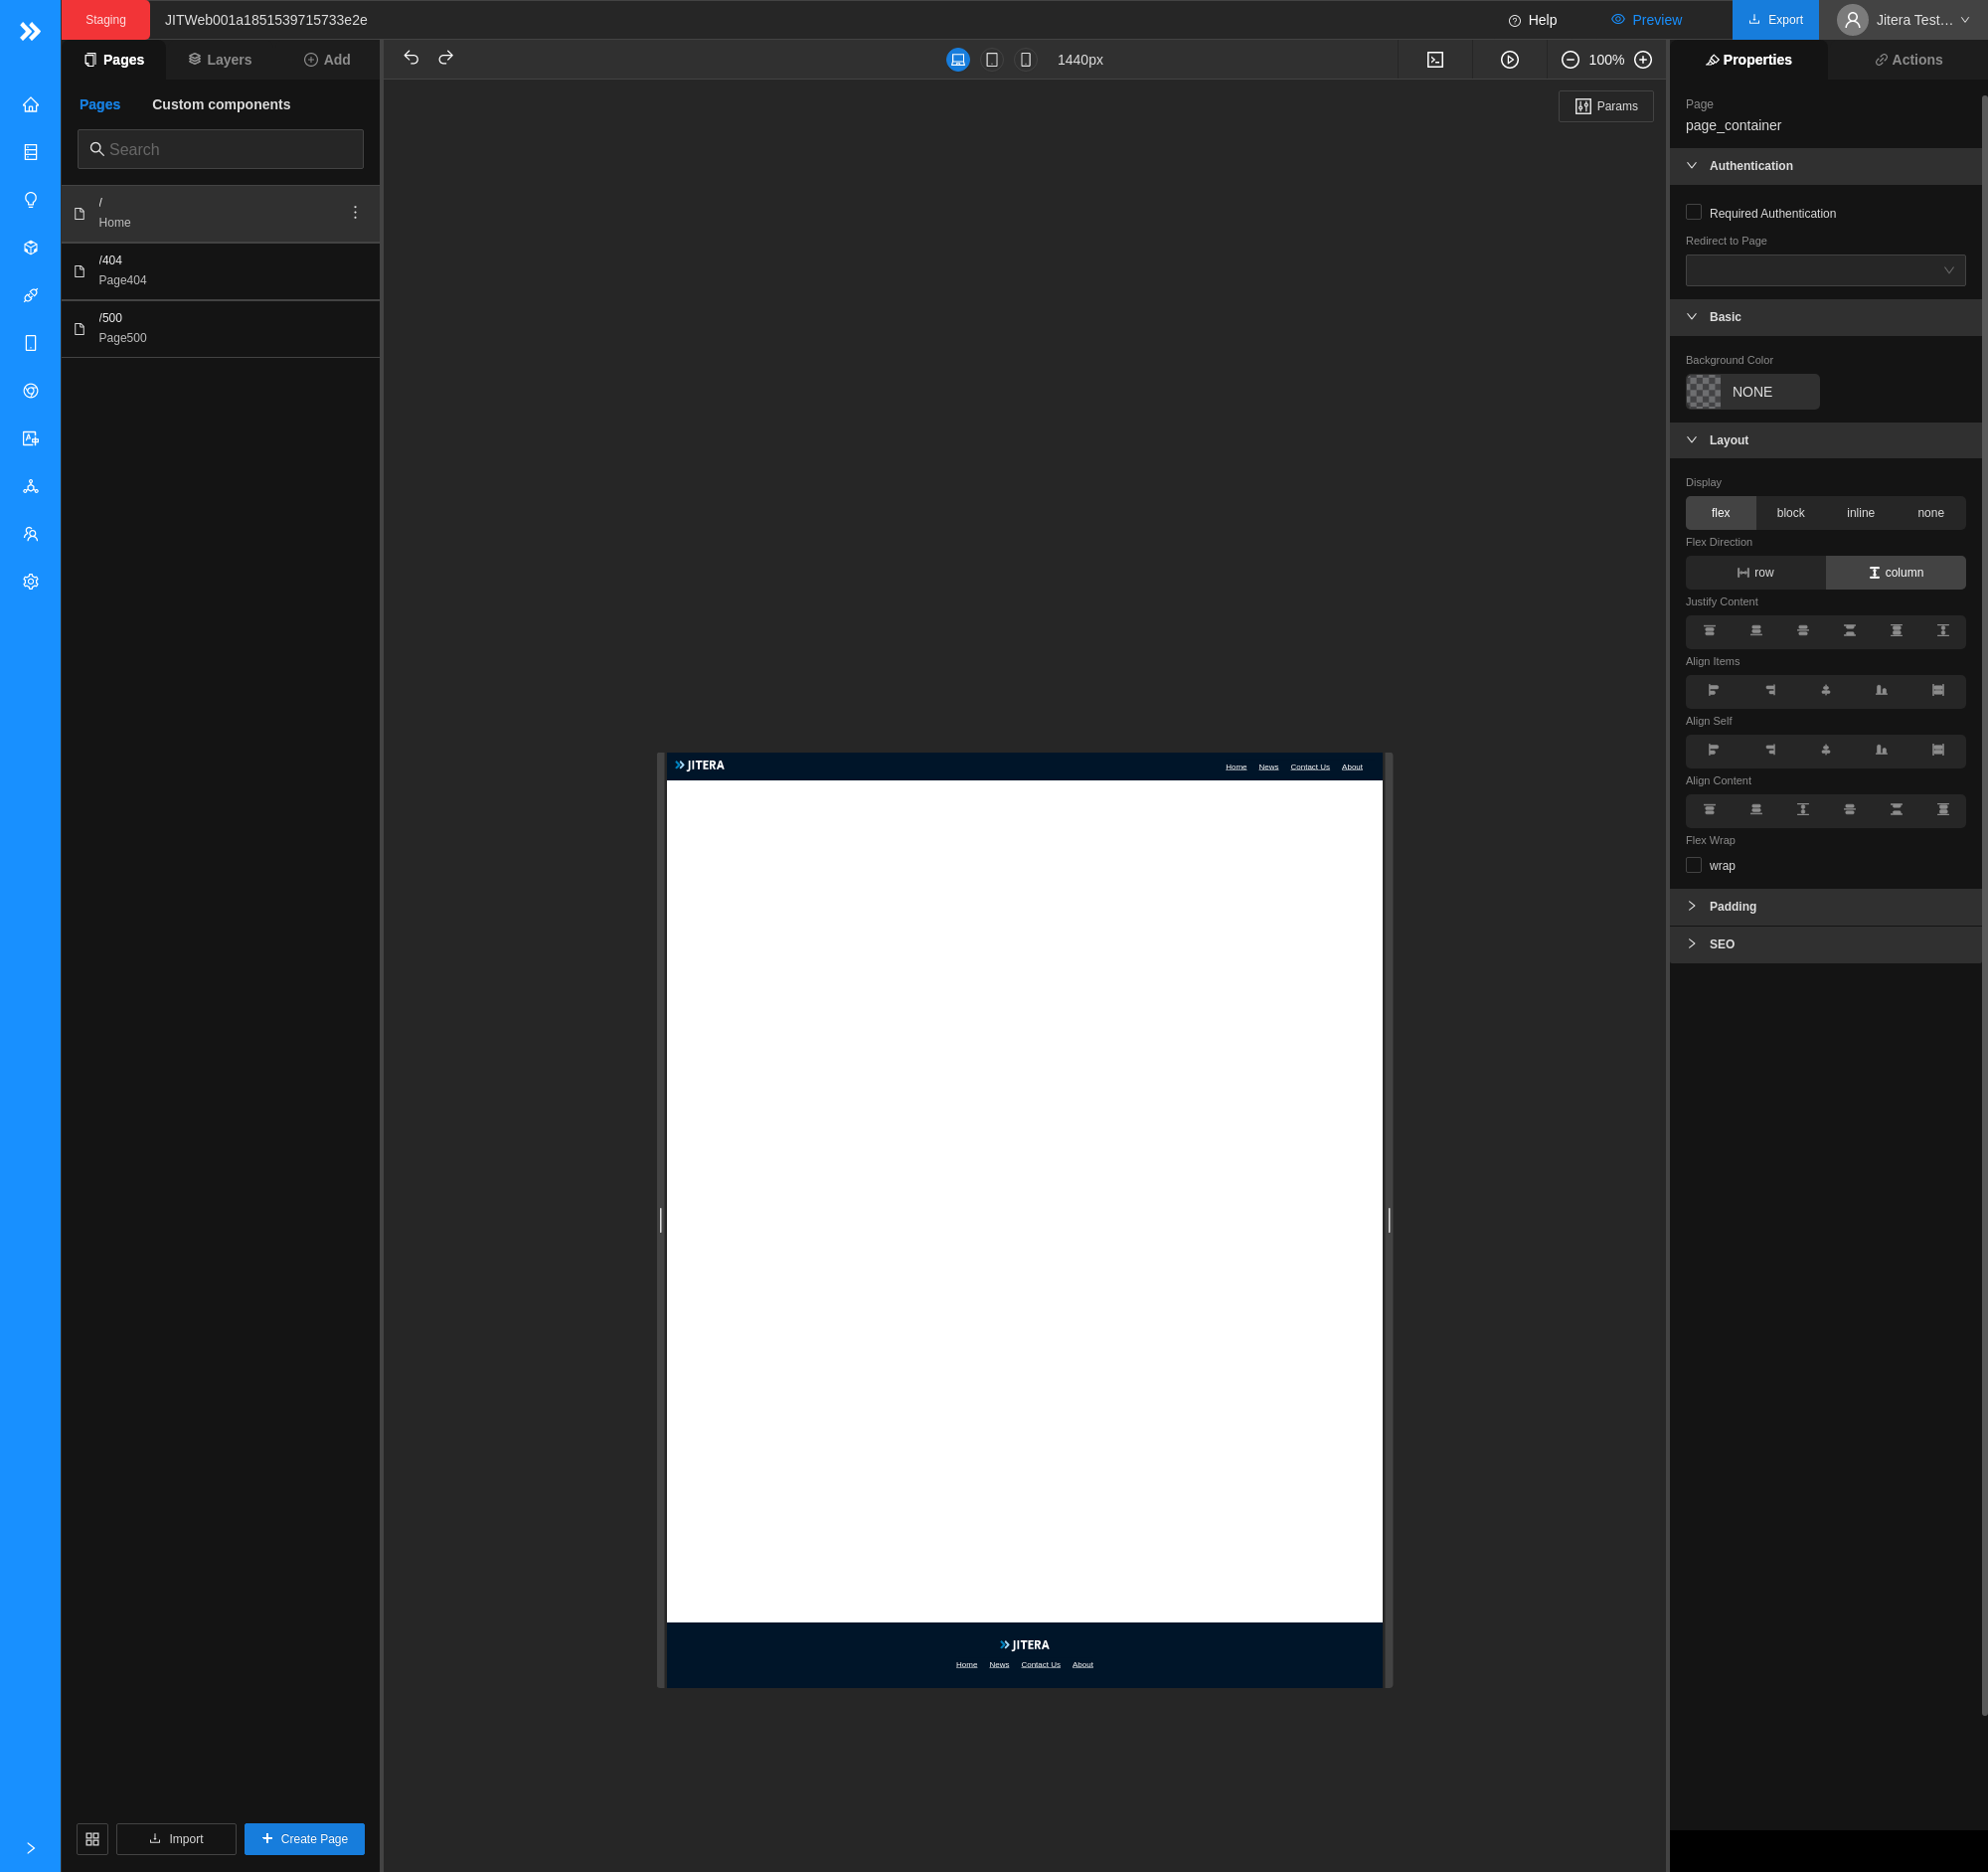 Staging
JITWeb001a1851539715733e2e
Help
Preview
Export
Jitera Test...
Pages
Layers
Add
1440px
100%
Properties
Actions
Pages
Custom components
Search
/
Home
/404
Page404
/500
Page500
Import
Create Page
Params
JITERA
Home
News
Contact Us
About
JITERA
Home
News
Contact Us
About
Page
page_container
Authentication
Required Authentication
Redirect to Page
Basic
Background Color
NONE
Layout
Display
flex
block
inline
none
Flex Direction
row
column
Justify Content
Align Items
Align Self
Align Content
Flex Wrap
wrap
Padding
SEO